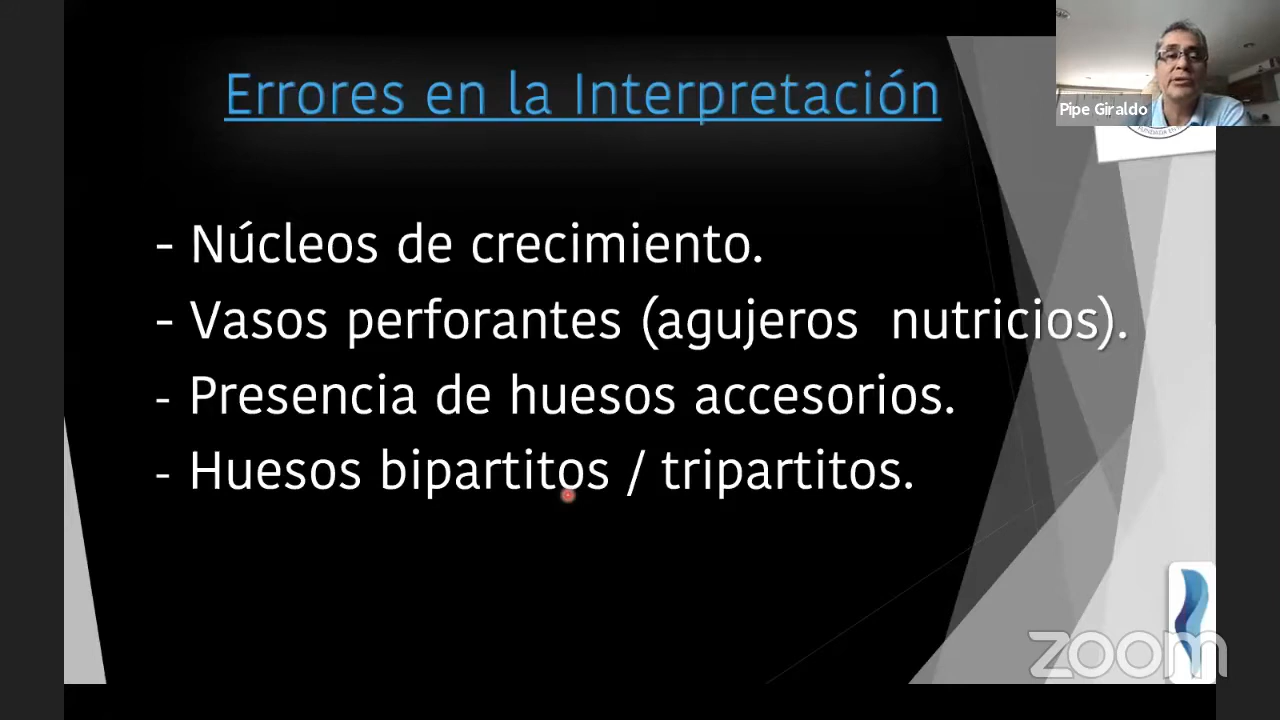 Errores en la Interpretación
Pipe Giraldo
- Núcleos de crecimiento.
- Vasos perforantes (agujeros nutricios).
- Presencia de huesos accesorios.
- Huesos bipartitos / tripartitos.
zoom